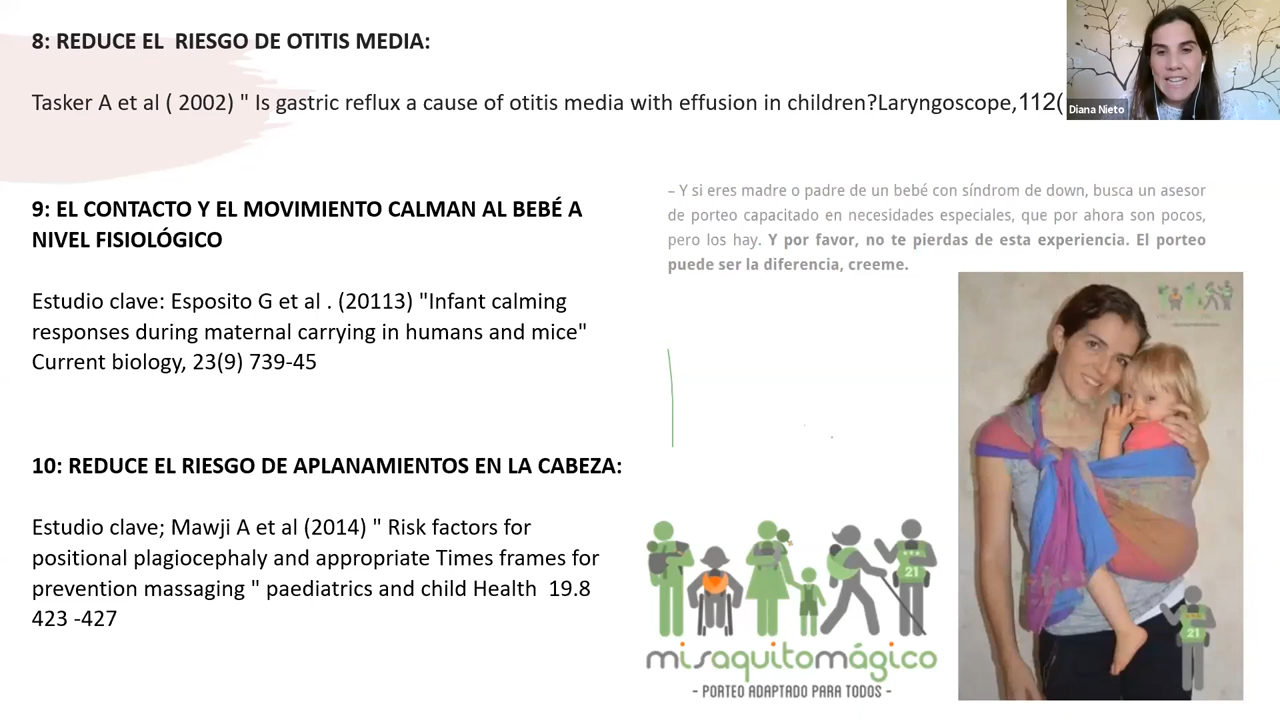 8: REDUCE EL RIESGO DE OTITIS MEDIA:
Tasker A et al ( 2002) " Is gastric reflux a cause of otitis media with effusion in children?Laryngoscope,112(
Diana Nieto
9: EL CONTACTO Y EL MOVIMIENTO CALMAN AL BEBÉ A
NIVEL FISIOLÓGICO
Estudio clave: Esposito G et al . (20113) "Infant calming
responses during maternal carrying in humans and mice"
Current biology, 23(9) 739-45
10: REDUCE EL RIESGO DE APLANAMIENTOS EN LA CABEZA:
Estudio clave; Mawji A et al (2014) " Risk factors for
positional plagiocephaly and appropriate Times frames for
prevention massaging " paediatrics and child Health 19.8
423 -427
– Y si eres madre o padre de un bebé con síndrom de down, busca un asesor
de porteo capacitado en necesidades especiales, que por ahora son pocos,
pero los hay. Y por favor, no te pierdas de esta experiencia. El porteo
puede ser la diferencia, creeme.
21
misaquitomágico
- PORTEO ADAPTADO PARA TODOS -
21